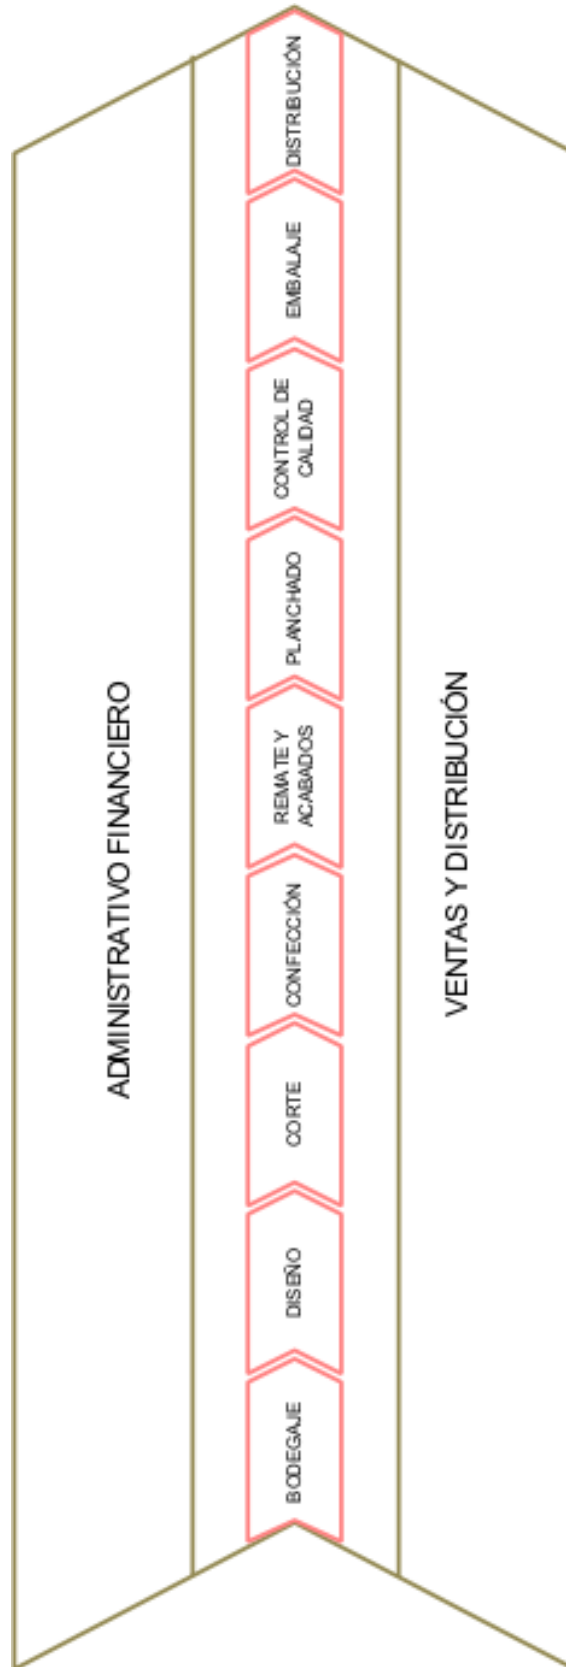 ADMINISTRATIVO FINANCIERO
BODEGAJE
DISEÑO
CORTE
CONFECCIÓN
REMATE Y
ACABADOS
PLANCHADO
CONTROL DE
CALIDAD
EMBALAJE
DISTRIBUCIÓN
VENTAS Y DISTRIBUCIÓN